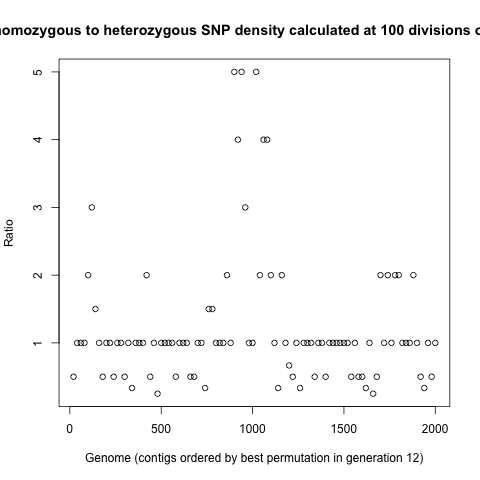 homozygous to heterozygous SNP density calculated at 100 divisions
5
4
3
2
1
Ratio
0 500 1000 1500 2000
Genome (contigs ordered by best permutation in generation 12)